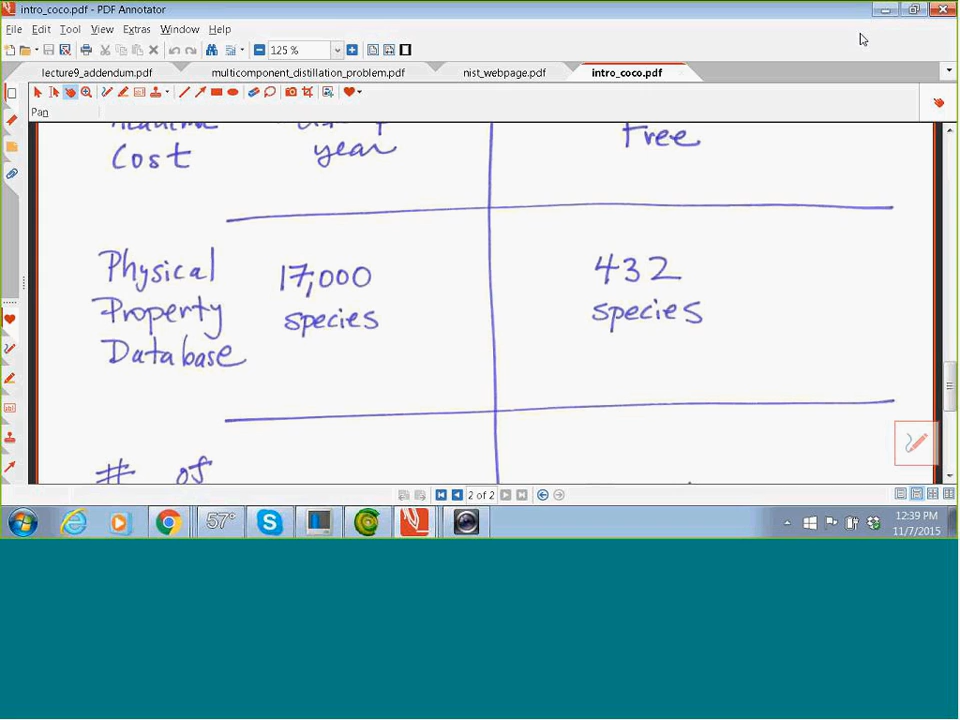 intro_coco.pdf - PDF Annotator
File Edit Tool View Extras Window Help
125 %
lecture9_addendum.pdf multicomponent_distillation_problem.pdf nist_webpage.pdf intro_coco.pdf
Pan
Cost year Free
Physical 17,000 432
Property species species
Database
# of
2 of 2
57°
12:39 PM
11/7/2015